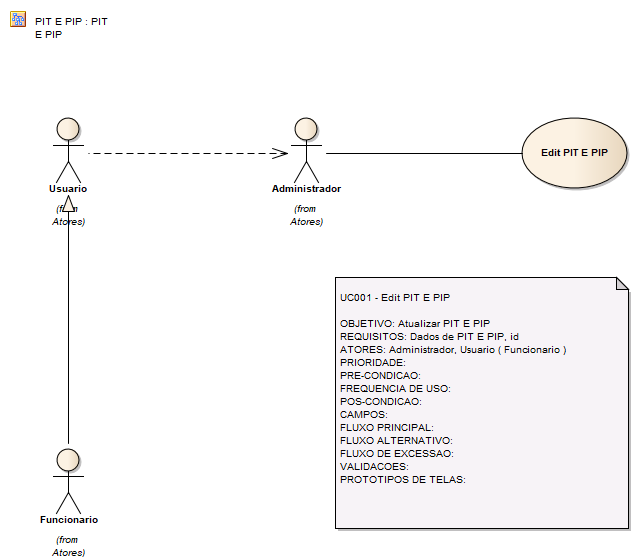 PIT E PIP : PIT
E PIP
Usuario
(from
Atores)
Administrador
(from
Atores)
Edit PIT E PIP
UC001 - Edit PIT E PIP
OBJETIVO: Atualizar PIT E PIP
REQUISITOS: Dados de PIT E PIP, id
ATORES: Administrador, Usuario ( Funcionario )
PRIORIDADE:
PRE-CONDICAO:
FREQUENCIA DE USO:
POS-CONDICAO:
CAMPOS:
FLUXO PRINCIPAL:
FLUXO ALTERNATIVO:
FLUXO DE EXCESSAO:
VALIDACOES:
PROTOTIPOS DE TELAS:
Funcionario
(from
Atores)